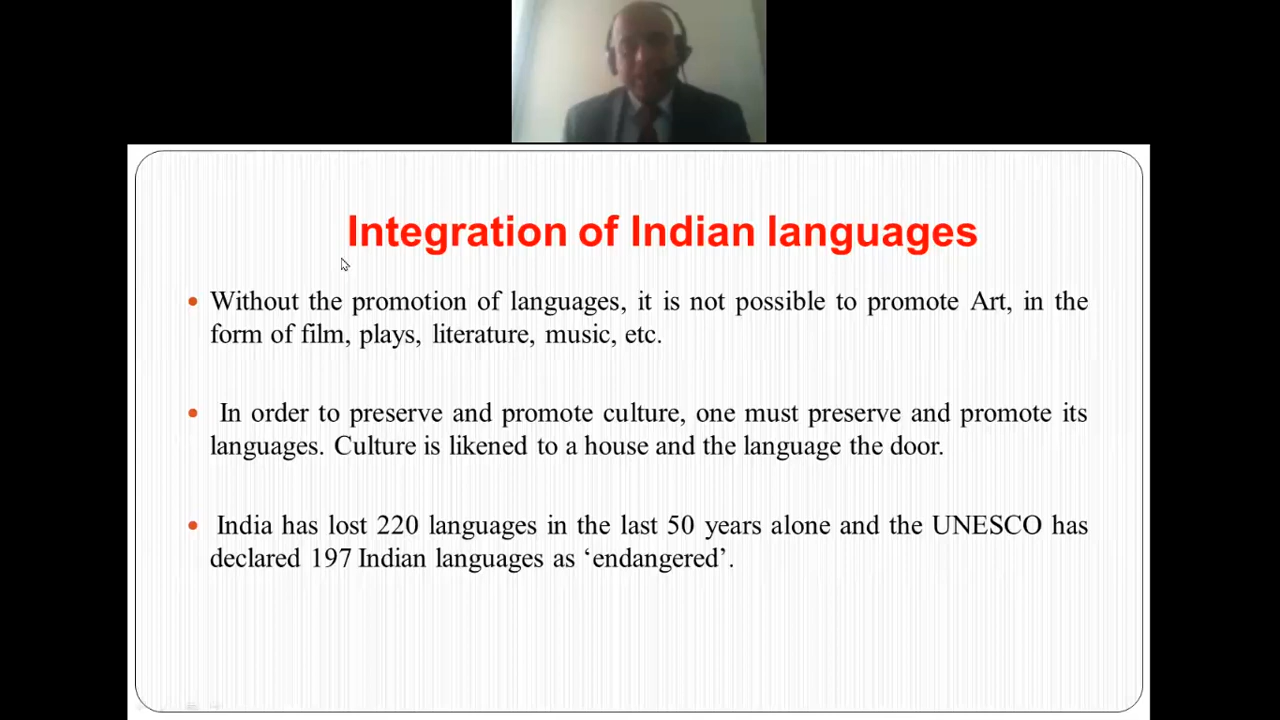 Integration of Indian languages
Without the promotion of languages, it is not possible to promote Art, in the
form of film, plays, literature, music, etc.
In order to preserve and promote culture, one must preserve and promote its
languages. Culture is likened to a house and the language the door.
India has lost 220 languages in the last 50 years alone and the UNESCO has
declared 197 Indian languages as ‘endangered’.